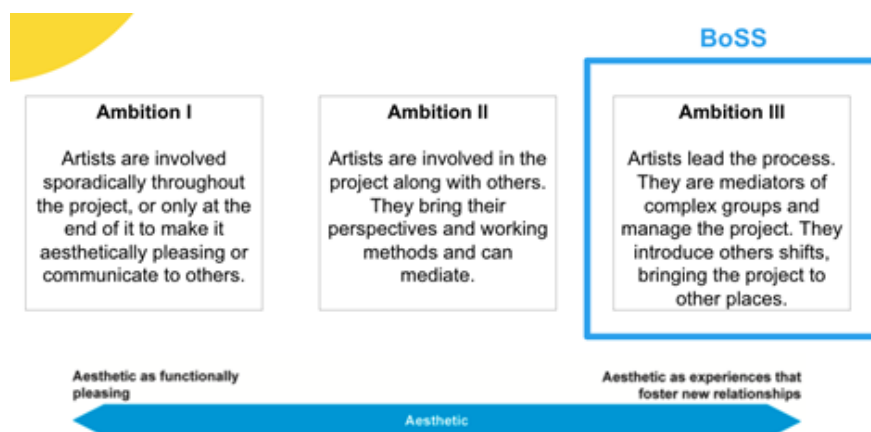 BoSS
Ambition I
Artists are involved
sporadically throughout
the project, or only at the
end of it to make it
aesthetically pleasing or
communicate to others.
Ambition II
Artists are involved in the
project along with others.
They bring their
perspectives and working
methods and can
mediate.
Ambition III
Artists lead the process.
They are mediators of
complex groups and
manage the project. They
introduce others shifts,
bringing the project to
other places.
Aesthetic as functionally
pleasing
Aesthetic as experiences that
foster new relationships
Aesthetic